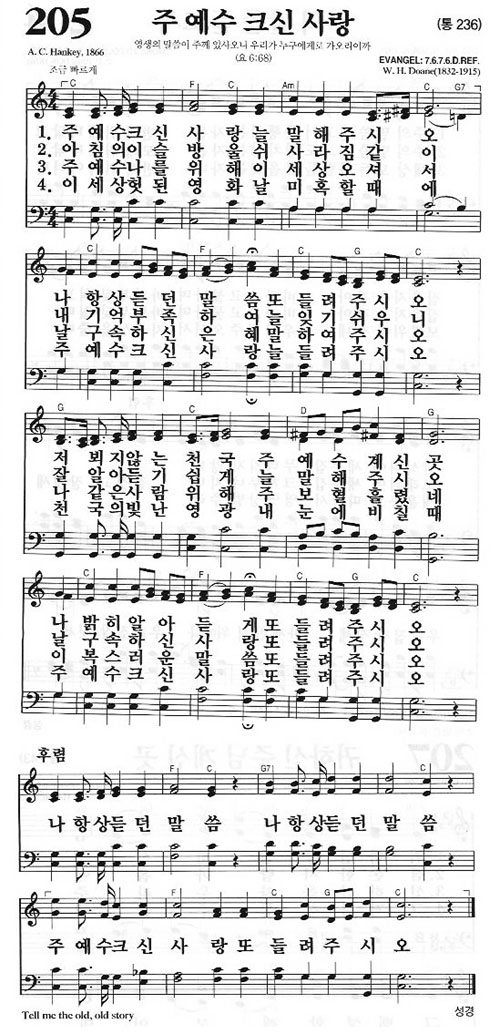 205 주 예수 크신 사랑 (통 236)
영생의 말씀이 주께 있사오니 우리가 누구에게로 가오리이까
(요 6:68)
A. C. Hankey, 1866
EVANGEL: 7.6.7.6.D.REF.
W. H. Doane(1832-1915)
조금 빠르게
C F C Am C G7
1. 주 예 수 크 신 사 랑 늘 말 해 주 시 오
2. 아 침 의 이 슬 방 울 쉬 사 라 짐 같 이
3. 예 수 나 를 위 해 이 세 상 오 셔 서
4. 이 세 상 헛 된 영 화 날 미 혹 할 때 에
C F C G C
나 항 상 듣 던 말 씀 또 들 려 주 시 오
내 기 억 부 족 하 여 늘 잊 기 쉬 우 니
날 구 속 하 신 은 혜 말 하 여 주 시 오
주 예 수 크 신 사 랑 늘 들 려 주 시 오
G C G D G
저 뵈 지 않 는 천 국 주 예 수 계 신 곳
잘 알 아 듣 기 쉽 게 늘 말 해 주 시 오
나 같 은 사 람 위 해 주 보 혈 흘 렸 네
천 국 의 빛 난 영 광 내 눈 에 비 칠 때
C F C G C
나 밝 히 알 아 듣 게 또 들 려 주 시 오
날 구 속 하 신 사 랑 또 들 려 주 시 오
이 복 스 러 운 말 씀 또 들 려 주 시 오
주 예 수 크 신 사 랑 또 들 려 주 시 오
후렴
C F C G7 C
나 항 상 듣 던 말 씀 나 항 상 듣 던 말 씀
C F C G C
주 예 수 크 신 사 랑 또 들 려 주 시 오
Tell me the old, old story
성경